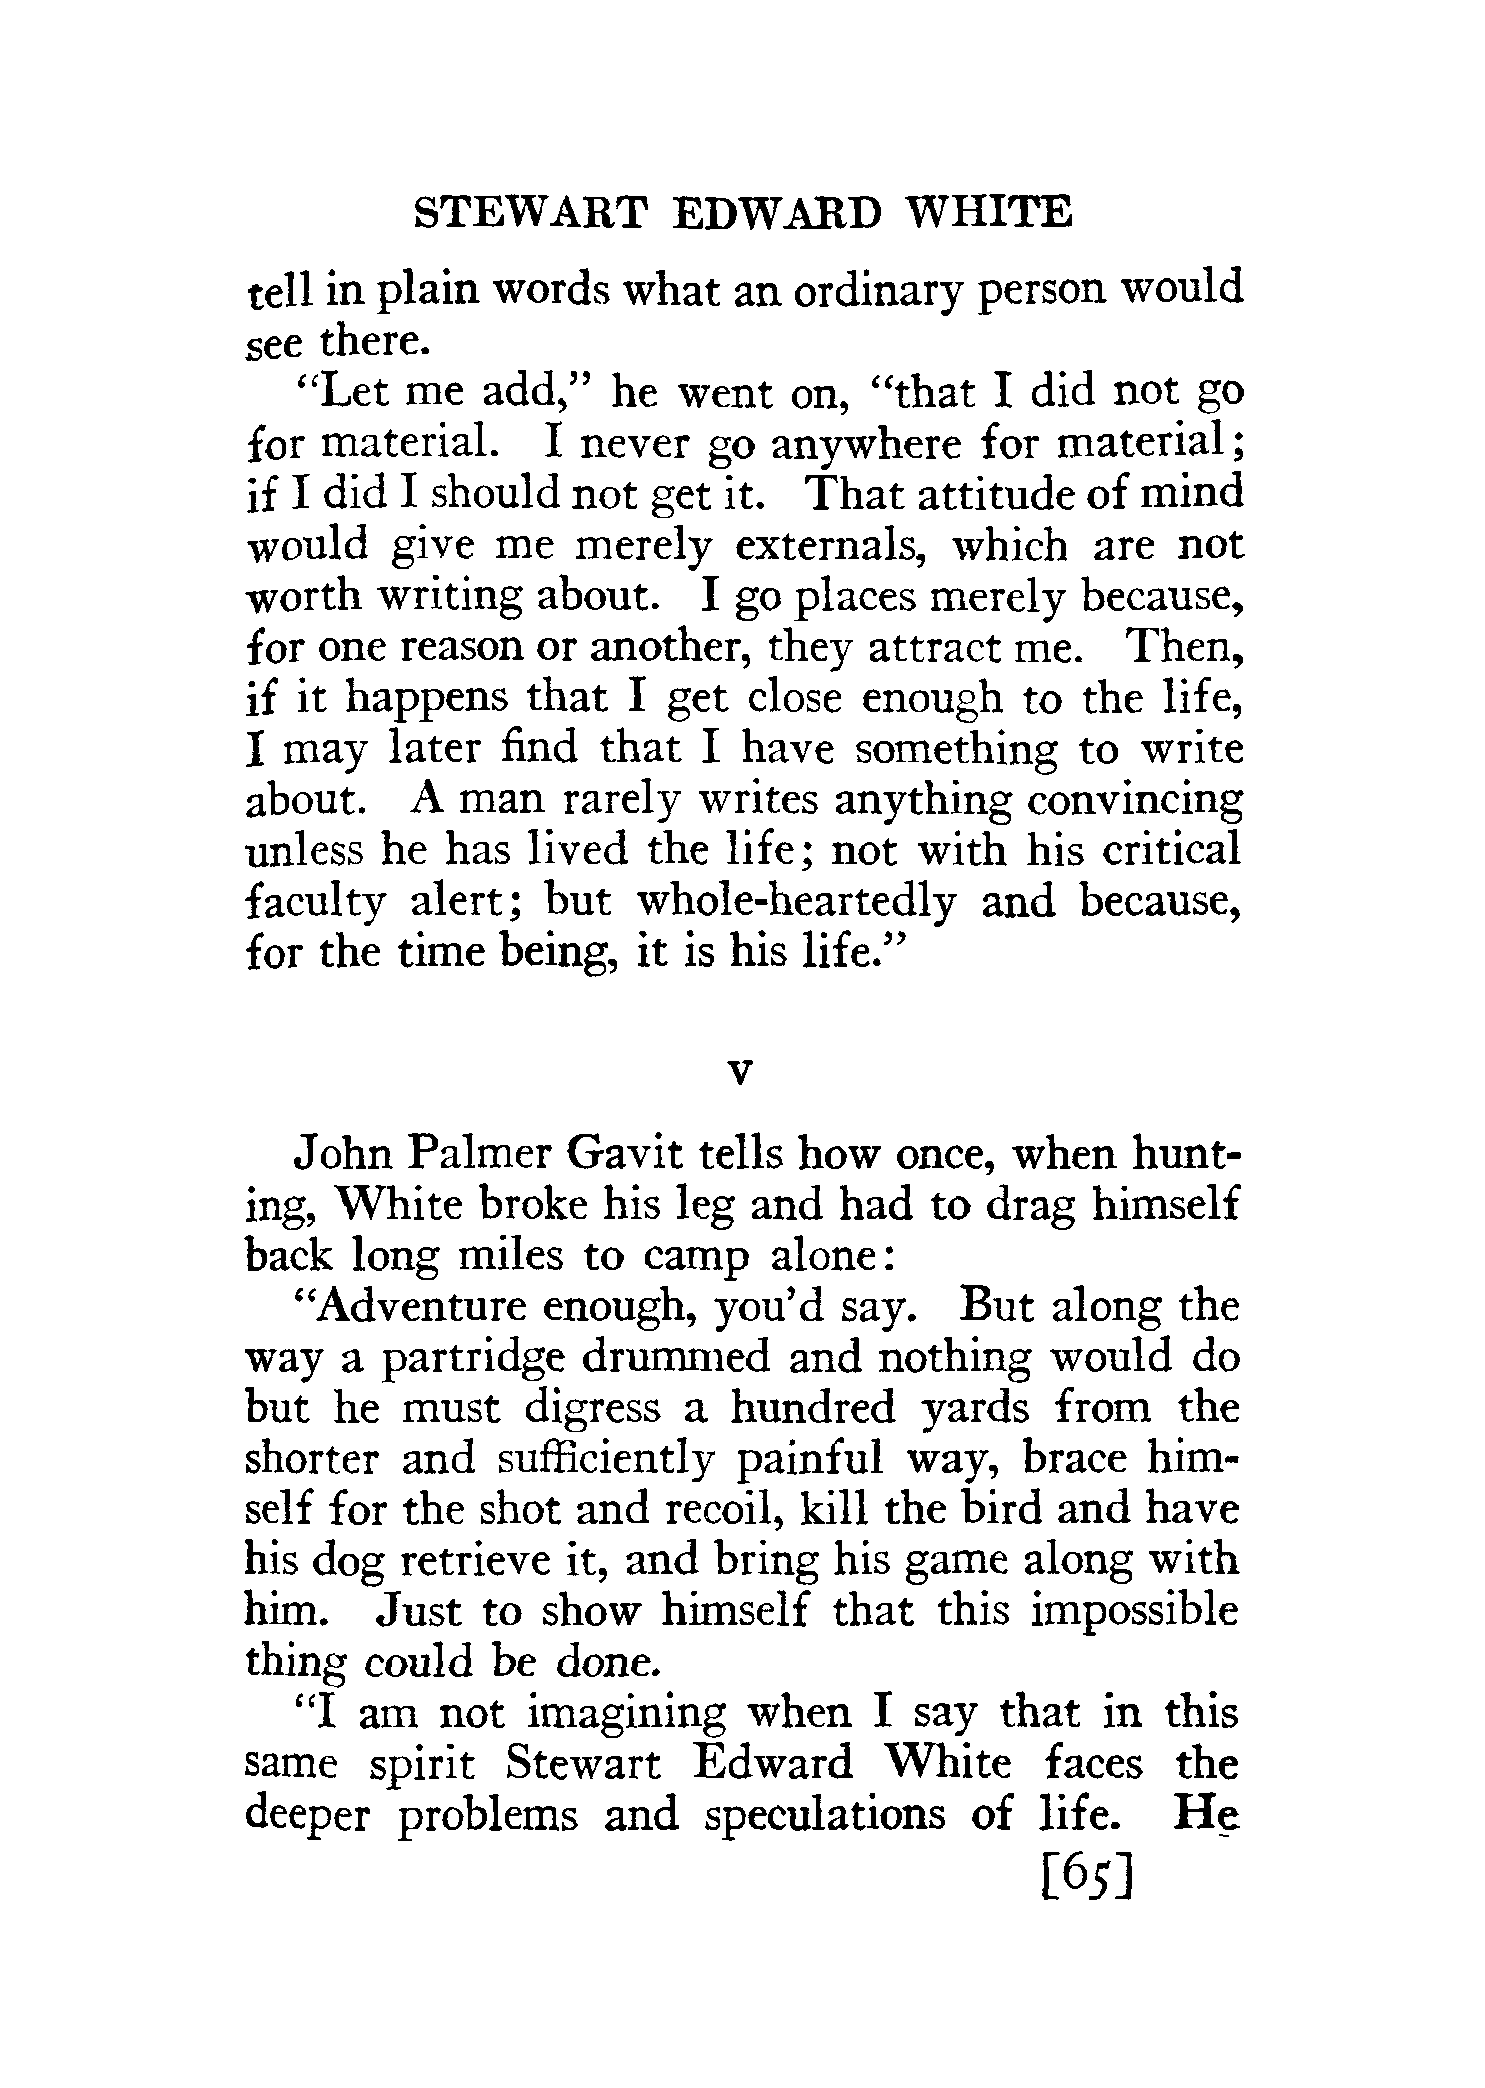 STEWART EDWARD WHITE
tell in plain words what an ordinary person would
see there.
"Let me add," he went on, "that I did not go
for material. I never go anywhere for material;
if I did I should not get it. That attitude of mind
would give me merely externals, which are not
worth writing about. I go places merely because,
for one reason or another, they attract me. Then,
if it happens that I get close enough to the life,
I may later find that I have something to write
about. A man rarely writes anything convincing
unless he has lived the life; not with his critical
faculty alert; but whole-heartedly and because,
for the time being, it is his life."
v
John Palmer Gavit tells how once, when hunt-
ing, White broke his leg and had to drag himself
back long miles to camp alone:
"Adventure enough, you'd say. But along the
way a partridge drummed and nothing would do
but he must digress a hundred yards from the
shorter and sufficiently painful way, brace him-
self for the shot and recoil, kill the bird and have
his dog retrieve it, and bring his game along with
him. Just to show himself that this impossible
thing could be done.
"I am not imagining when I say that in this
same spirit Stewart Edward White faces the
deeper problems and speculations of life. He
[65]